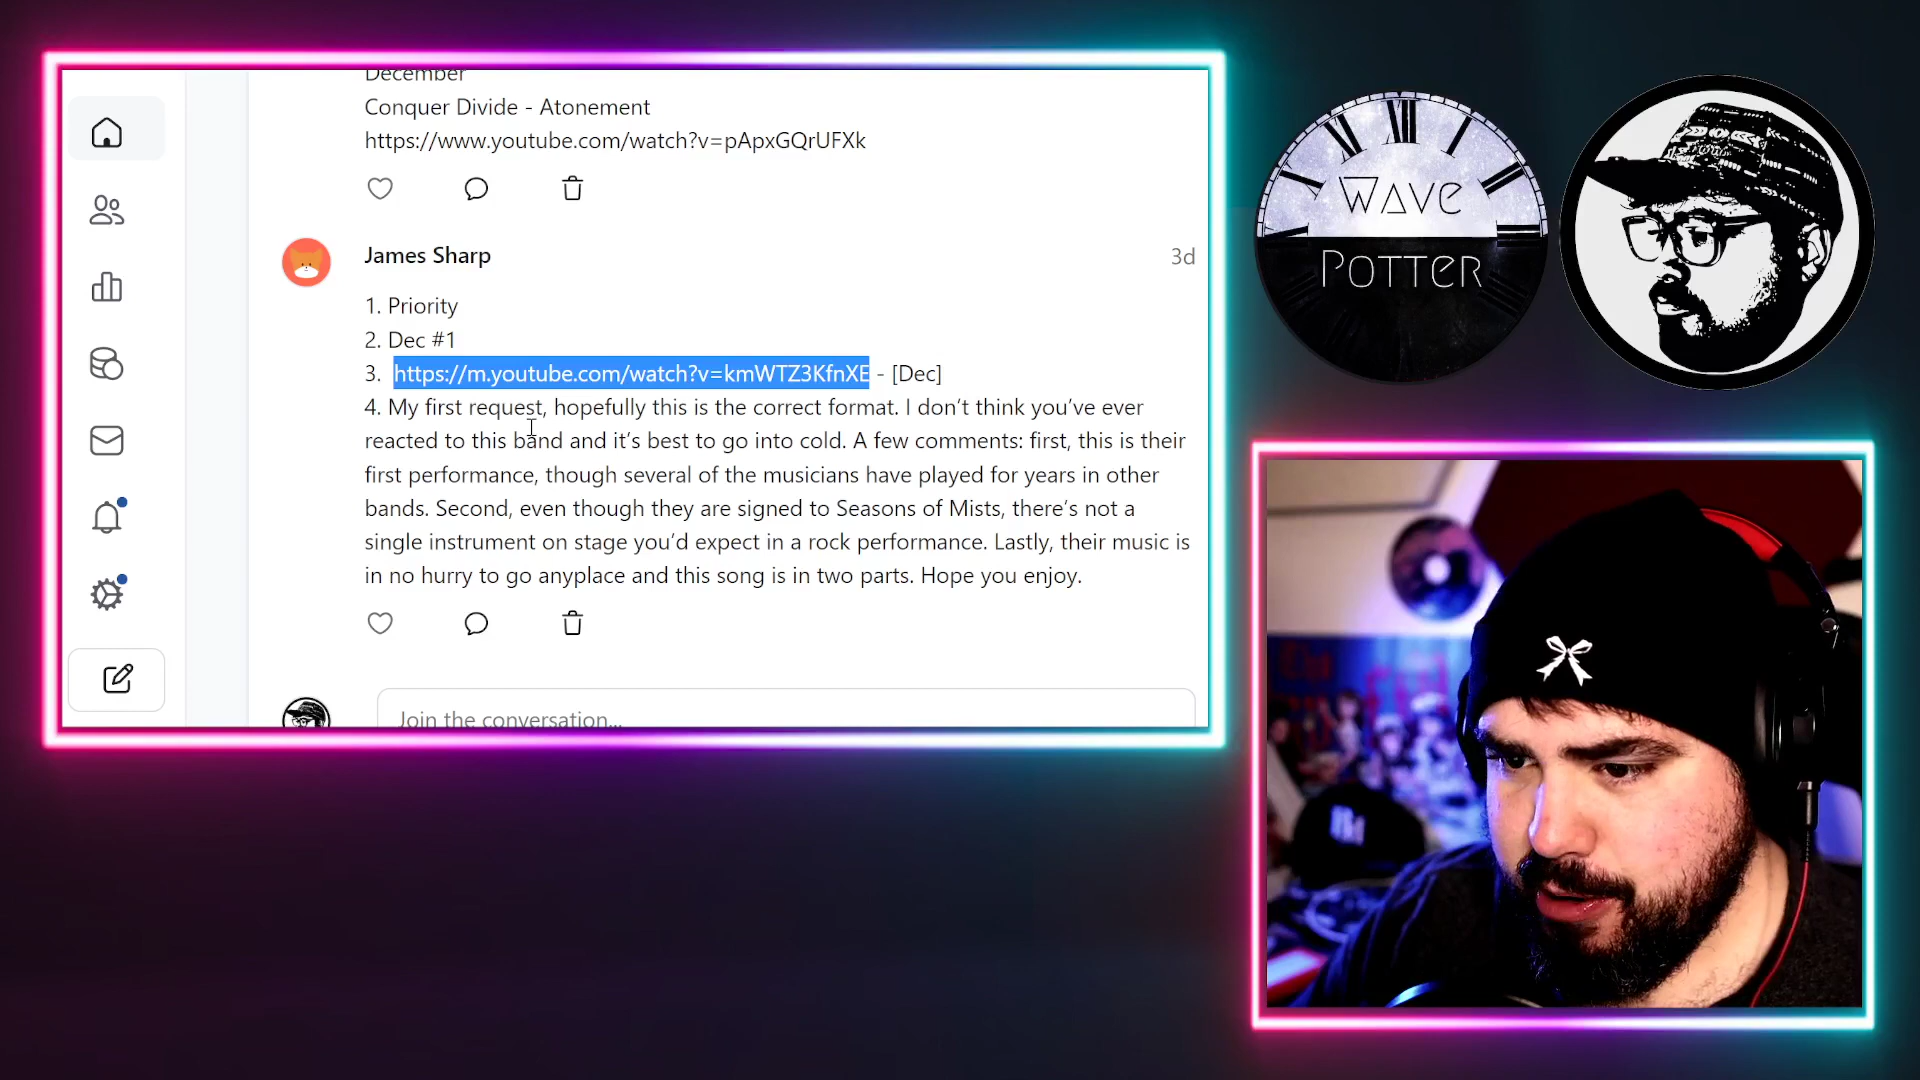 December
Conquer Divide - Atonement
https://www.youtube.com/watch?v=pApxGQrUFXk
James Sharp
3d
1. Priority
2. Dec #1
3. https://m.youtube.com/watch?v=kmWTZ3KfnXE - [Dec]
4. My first request, hopefully this is the correct format. I don’t think you’ve ever
reacted to this band and it’s best to go into cold. A few comments: first, this is their
first performance, though several of the musicians have played for years in other
bands. Second, even though they are signed to Seasons of Mists, there’s not a
single instrument on stage you’d expect in a rock performance. Lastly, their music is
in no hurry to go anyplace and this song is in two parts. Hope you enjoy.
Join the conversation...
WAVE
POTTER